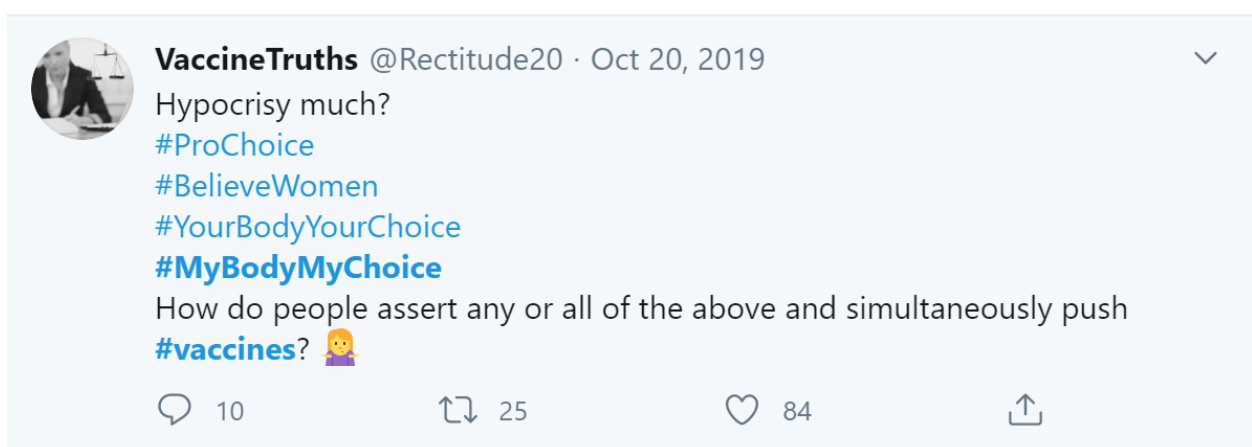 VaccineTruths @Rectitude20 · Oct 20, 2019
Hypocrisy much?
#ProChoice
#BelieveWomen
#YourBodyYourChoice
#MyBodyMyChoice
How do people assert any or all of the above and simultaneously push
#vaccines? 🤷‍♀️
10 25 84